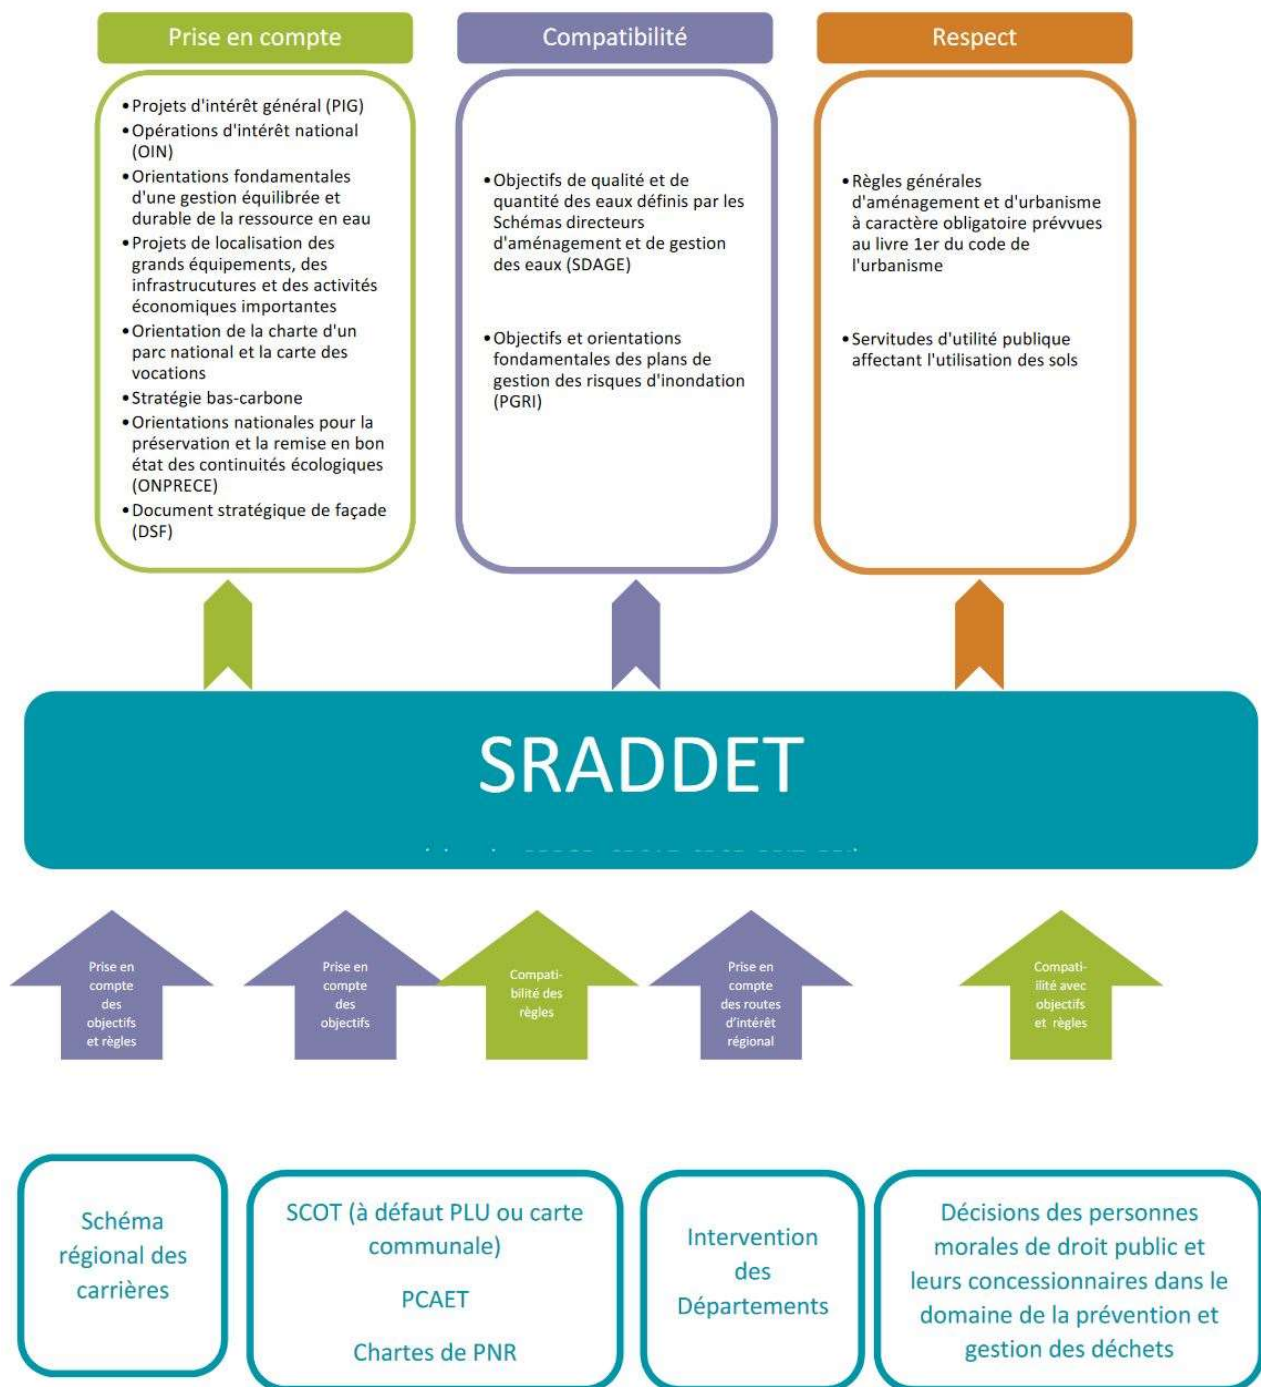 Prise en compte
•Projets d'intérêt général (PIG)
•Opérations d'intérêt national
(OIN)
•Orientations fondamentales
d'une gestion équilibrée et
durable de la ressource en eau
•Projets de localisation des
grands équipements, des
infrastrucutures et des activités
économiques importantes
•Orientation de la charte d'un
parc national et la carte des
vocations
•Stratégie bas-carbone
•Orientations nationales pour la
préservation et la remise en bon
état des continuités écologiques
(ONPRECE)
•Document stratégique de façade
(DSF)
Compatibilité
•Objectifs de qualité et de
quantité des eaux définis par les
Schémas directeurs
d'aménagement et de gestion
des eaux (SDAGE)
•Objectifs et orientations
fondamentales des plans de
gestion des risques d'inondation
(PGRI)
Respect
•Règles générales
d'aménagement et d'urbanisme
à caractère obligatoire prévvues
au livre 1er du code de
l'urbanisme
•Servitudes d'utilité publique
affectant l'utilisation des sols
SRADDET
Prise en
compte
des
objectifs
et règles
Prise en
compte
des
objectifs
Compati-
bilité des
règles
Prise en
compte
des routes
d'intérêt
régional
Compati-
ilité avec
objectifs
et règles
Schéma
régional des
carrières
SCOT (à défaut PLU ou carte
communale)
PCAET
Chartes de PNR
Intervention
des
Départements
Décisions des personnes
morales de droit public et
leurs concessionnaires dans le
domaine de la prévention et
gestion des déchets